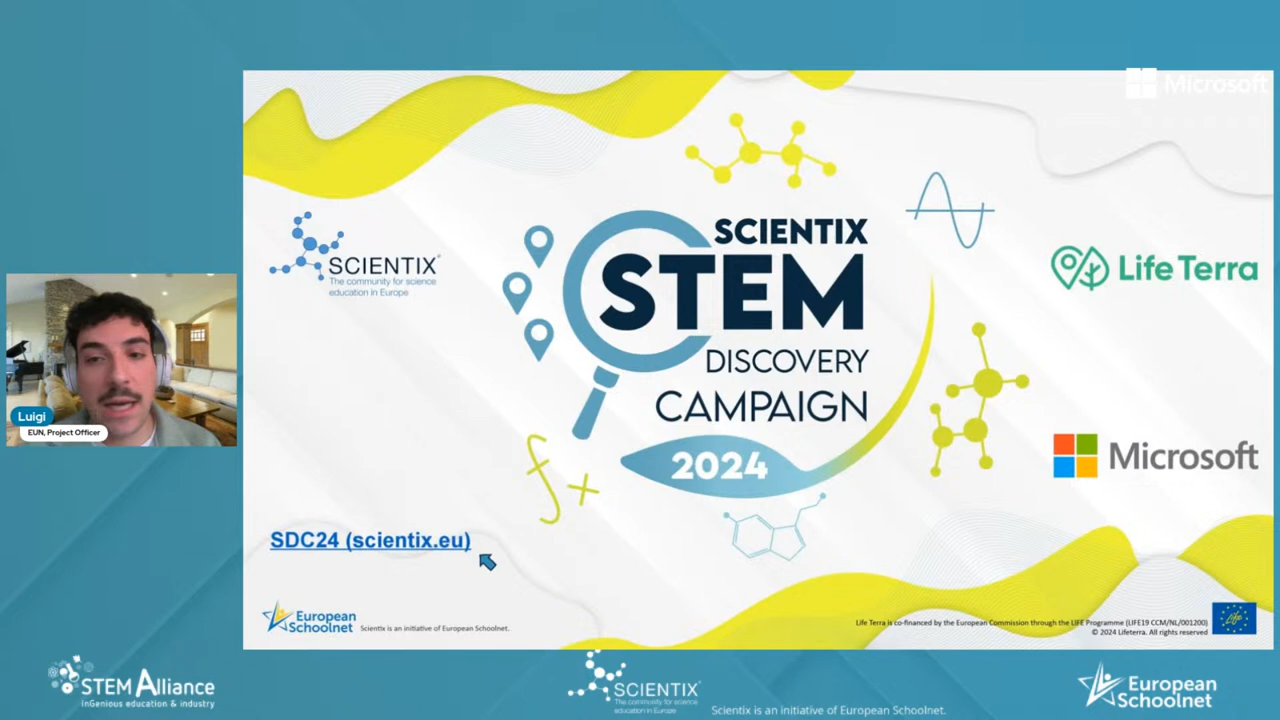 Microsoft
SCIENTIX
STEM
DISCOVERY
CAMPAIGN
2024
SCIENTIX®
The community for science
education in Europe
Life Terra
Microsoft
Luigi
EUN, Project Officer
f +
SDC24 (scientix.eu)
European
Schoolnet
Scientix is an initiative of European Schoolnet.
Life Terra is co-financed by the European Commission through the LIFE Programme (LIFE19 CCM/NL/001200)
© 2024 Lifeterra. All rights reserved
Life
STEM Alliance
inGenious education & industry
SCIENTIX®
The community for science
education in Europe
Scientix is an initiative of European Schoolnet.
European
Schoolnet